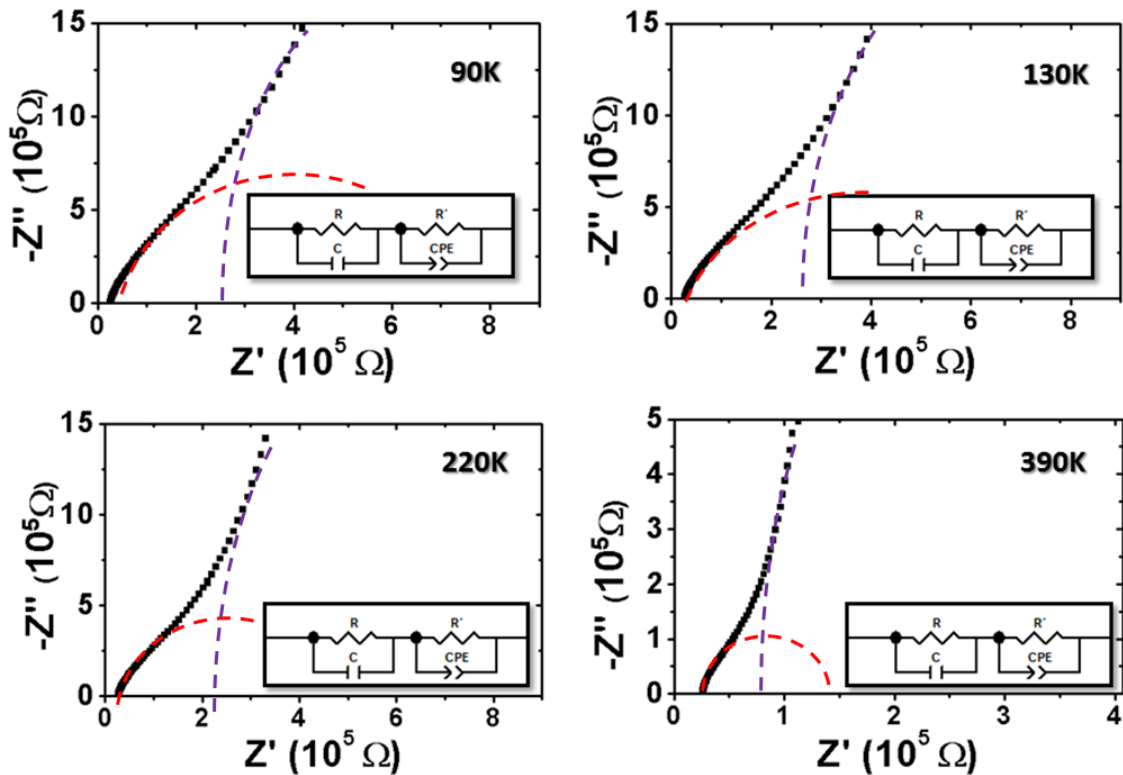 15
10
5
0
-Z'' (10⁵Ω)
90K
R
R´
C
CPE
0
2
4
6
8
Z' (10⁵ Ω)
15
10
5
0
-Z'' (10⁵Ω)
130K
R
R´
C
CPE
0
2
4
6
8
Z' (10⁵ Ω)
15
10
5
0
-Z'' (10⁵Ω)
220K
R
R´
C
CPE
0
2
4
6
8
Z' (10⁵ Ω)
5
4
3
2
1
0
-Z'' (10⁵Ω)
390K
R
R´
C
CPE
0
1
2
3
4
Z' (10⁵ Ω)